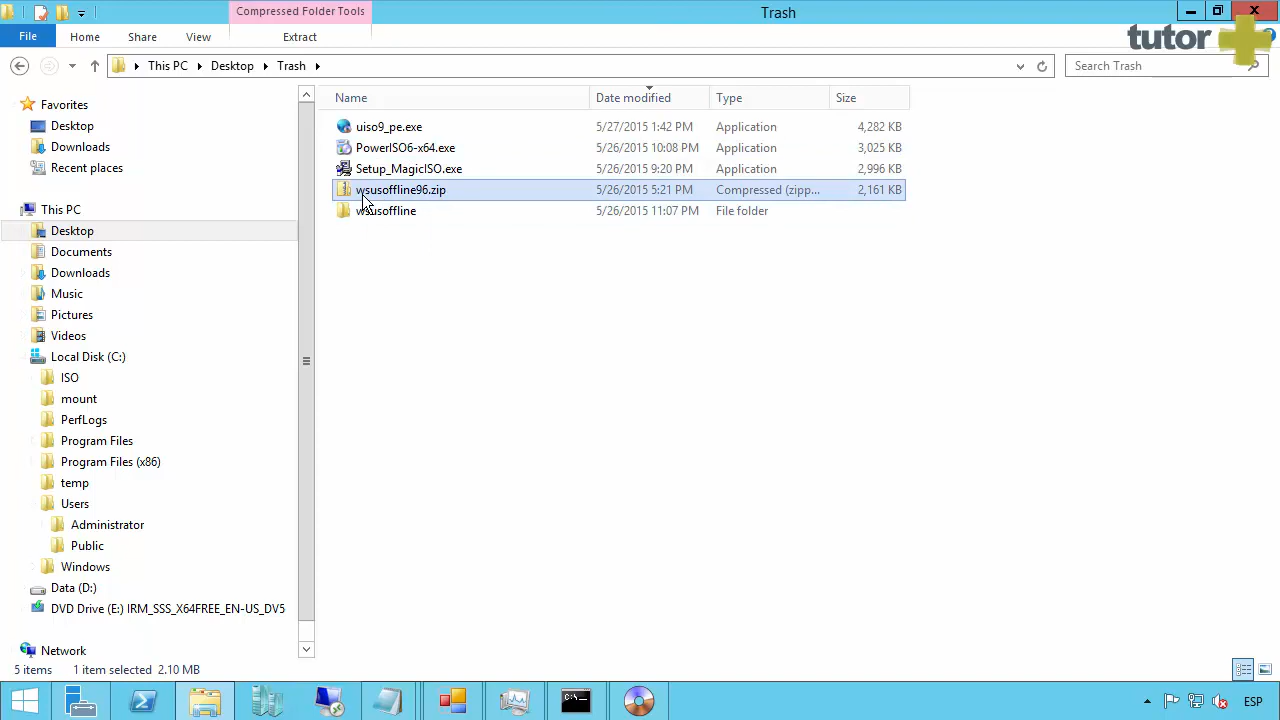 Compressed Folder Tools
Trash
tutor
File
Home
Share
View
Extract
This PC
Desktop
Trash
Search Trash
Name
Date modified
Type
Size
Favorites
Desktop
Downloads
Recent places
This PC
Desktop
Documents
Downloads
Music
Pictures
Videos
Local Disk (C:)
ISO
mount
PerfLogs
Program Files
Program Files (x86)
temp
Users
Administrator
Public
Windows
Data (D:)
DVD Drive (E:) IRM_SSS_X64FREE_EN-US_DV5
Network
uiso9_pe.exe 5/27/2015 1:42 PM Application 4,282 KB
PowerISO6-x64.exe 5/26/2015 10:08 PM Application 3,025 KB
Setup_MagicISO.exe 5/26/2015 9:20 PM Application 2,996 KB
wsusoffline96.zip 5/26/2015 5:21 PM Compressed (zipp... 2,161 KB
wsusoffline 5/26/2015 11:07 PM File folder
5 items 1 item selected 2.10 MB
ESP